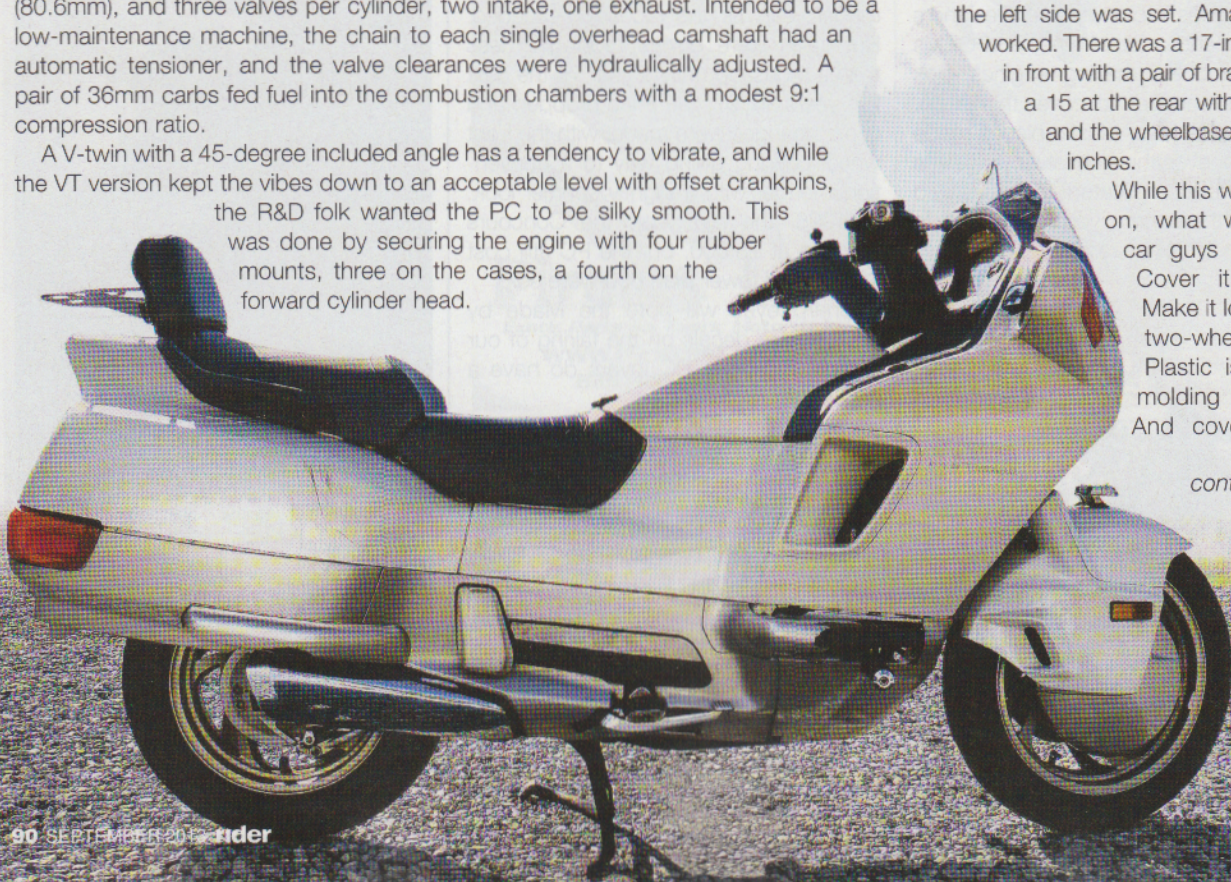 (80.6mm), and three valves per cylinder, two intake, one exhaust. Intended to be a
low-maintenance machine, the chain to each single overhead camshaft had an
automatic tensioner, and the valve clearances were hydraulically adjusted. A
pair of 36mm carbs fed fuel into the combustion chambers with a modest 9:1
compression ratio.
A V-twin with a 45-degree included angle has a tendency to vibrate, and while
the VT version kept the vibes down to an acceptable level with offset crankpins,
the R&D folk wanted the PC to be silky smooth. This
was done by securing the engine with four rubber
mounts, three on the cases, a fourth on the
forward cylinder head.
the left side was set. Ama
worked. There was a 17-in
in front with a pair of bra
a 15 at the rear with
and the wheelbase
inches.
While this w
on, what v
car guys
Cover it
Make it l
two-whe
Plastic is
molding
And cov
cont
90 SEPTEMBER rider